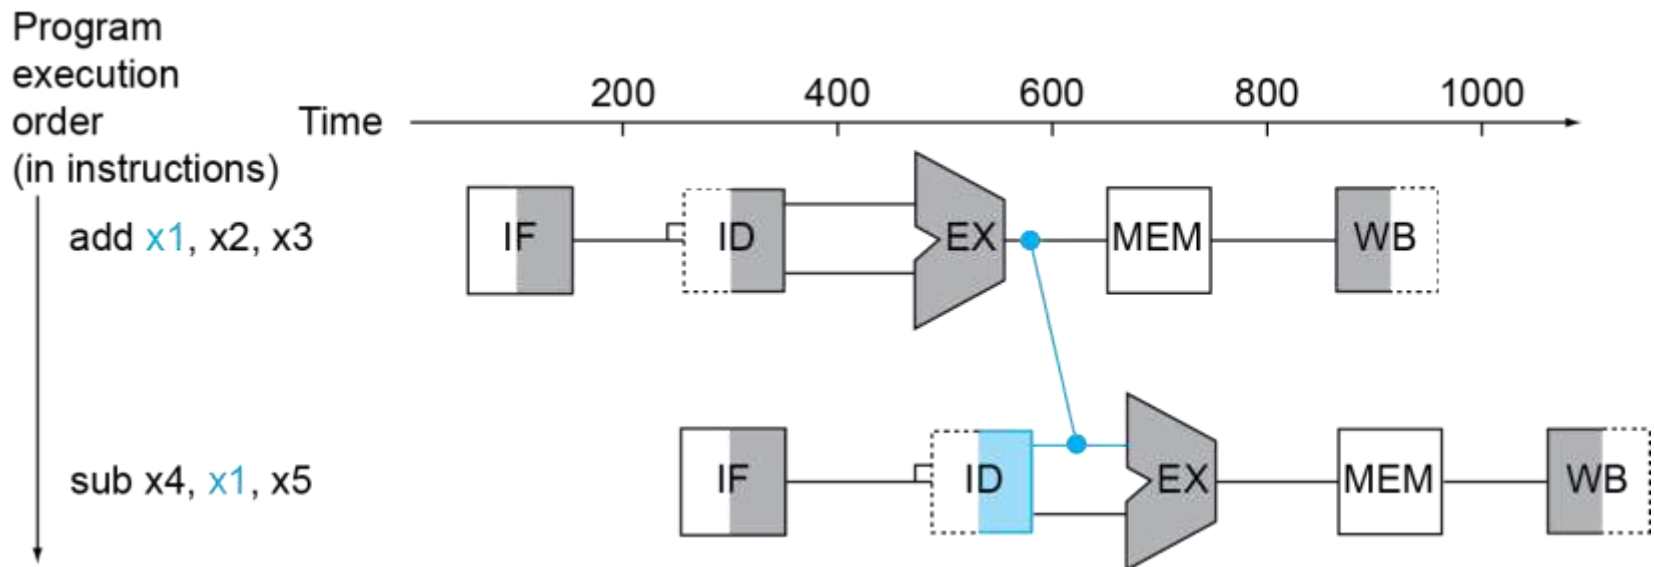 Program
execution
order
(in instructions)
Time
200 400 600 800 1000
add x1, x2, x3
IF ID EX MEM WB
sub x4, x1, x5
IF ID EX MEM WB